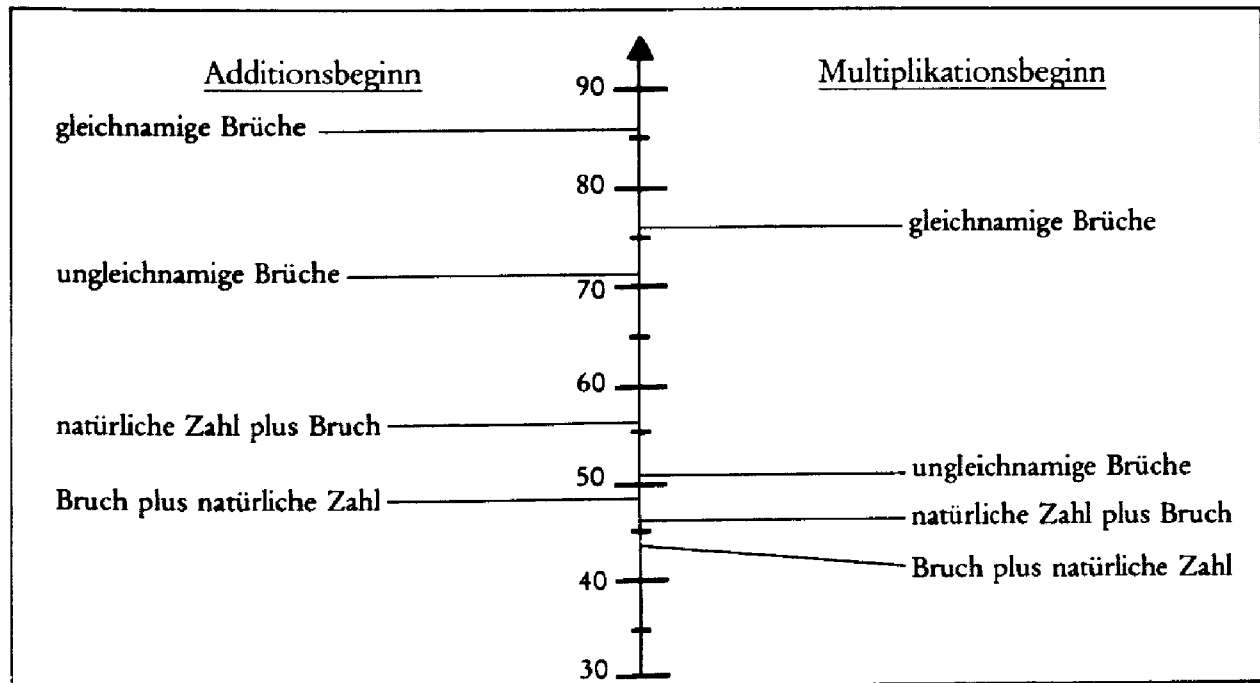 Additionsbeginn
gleichnamige Brüche
ungleichnamige Brüche
natürliche Zahl plus Bruch
Bruch plus natürliche Zahl
90
80
70
60
50
40
30
Multiplikationsbeginn
gleichnamige Brüche
ungleichnamige Brüche
natürliche Zahl plus Bruch
Bruch plus natürliche Zahl